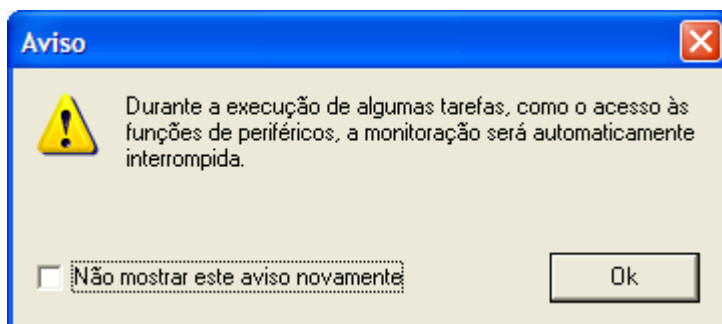 Aviso
Durante a execução de algumas tarefas, como o acesso às
funções de periféricos, a monitoração será automaticamente
interrompida.
Não mostrar este aviso novamente
Ok